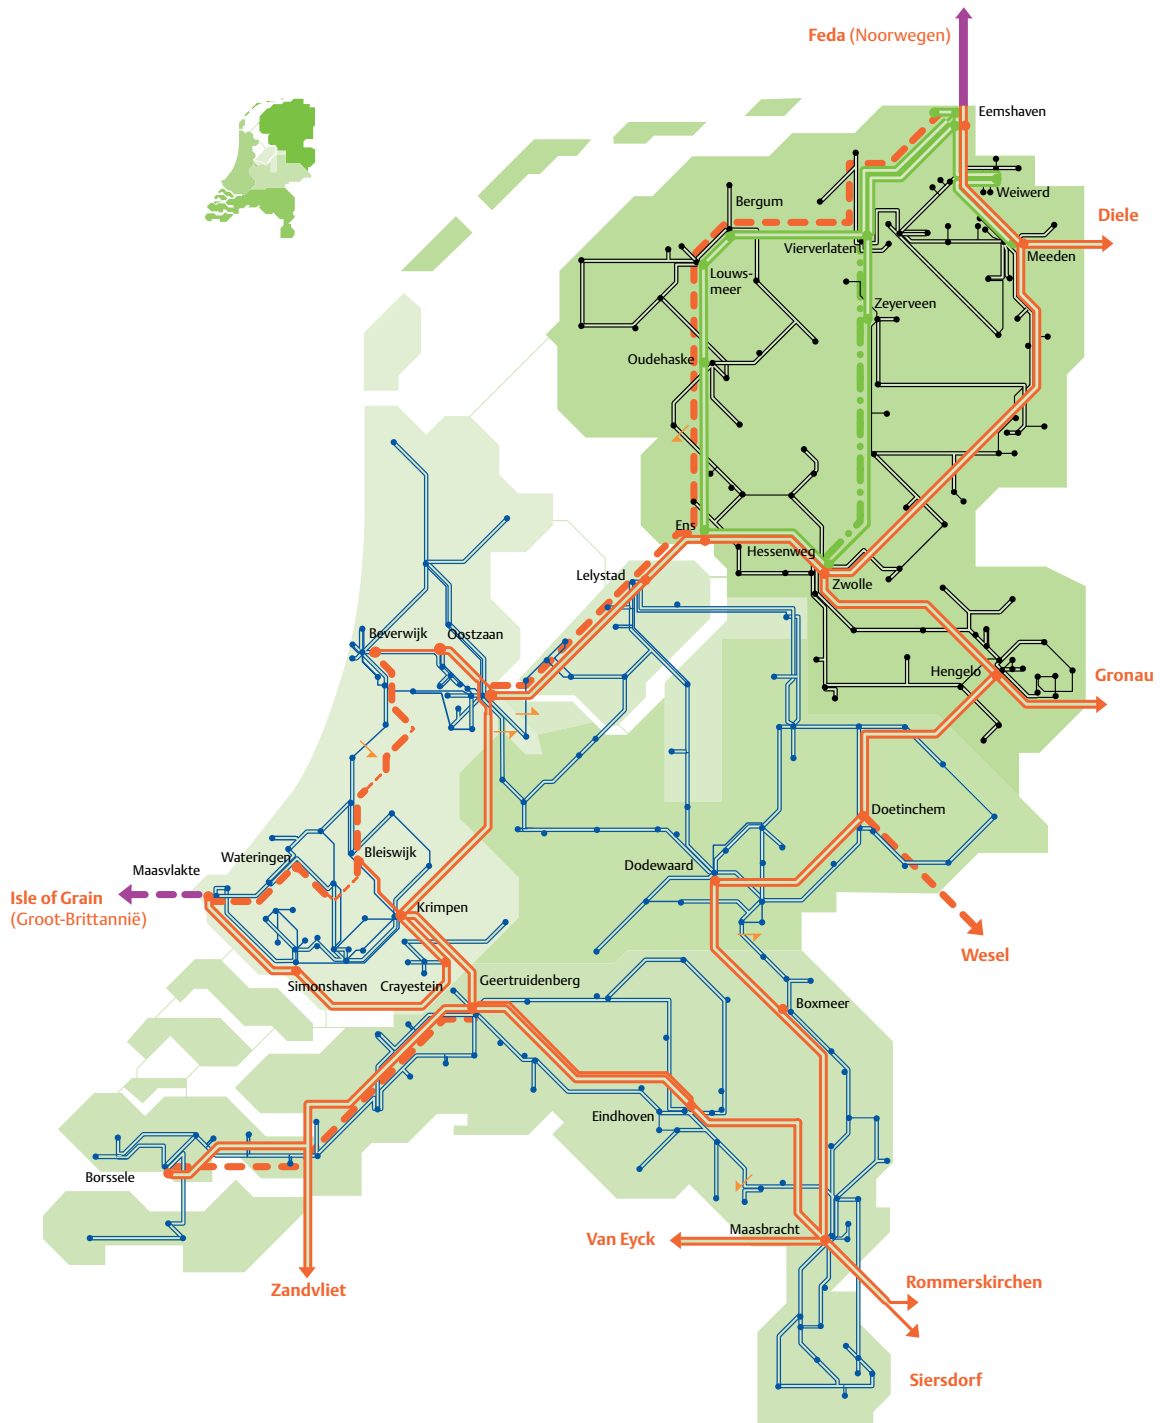 Feda (Noorwegen)
Eemshaven
Weiwerd
Bergum
Diele
Vierverlaten
Meeden
Louws-
meer
Zeyerveen
Oudehaske
Ens
Hessenweg
Lelystad
Zwolle
Beverwijk
Oostzaan
Hengelo
Gronau
Doetinchem
Bleiswijk
Wateringen
Dodewaard
Maasvlakte
Isle of Grain
(Groot-Brittannië)
Krimpen
Wesel
Geertruidenberg
Simonshaven
Crayestein
Boxmeer
Eindhoven
Borssele
Maasbracht
Van Eyck
Rommerskirchen
Zandvliet
Siersdorf